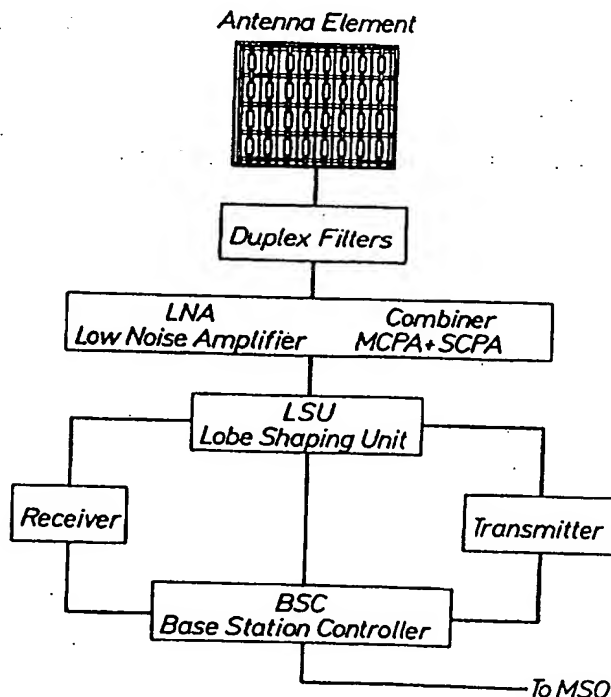 Antenna Element
Duplex Filters
LNA
Low Noise Amplifier
Combiner
MCPA+SCPA
LSU
Lobe Shaping Unit
Receiver
Transmitter
BSC
Base Station Controller
To MSO